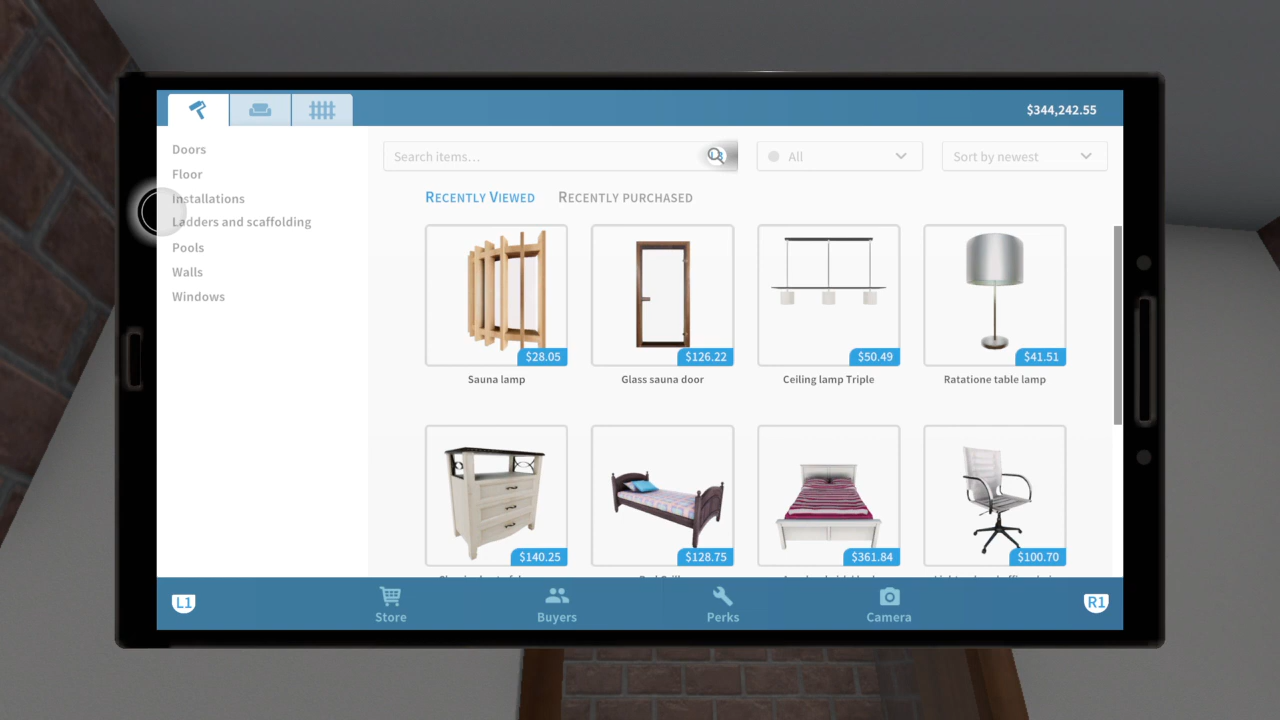 $344,242.55
Doors
Floor
Installations
Ladders and scaffolding
Pools
Walls
Windows
Search items...
All
Sort by newest
RECENTLY VIEWED RECENTLY PURCHASED
$28.05 $126.22 $50.49 $41.51
Sauna lamp Glass sauna door Ceiling lamp Triple Ratatione table lamp
$140.25 $128.75 $361.84 $100.70
L1 Store Buyers Perks Camera R1